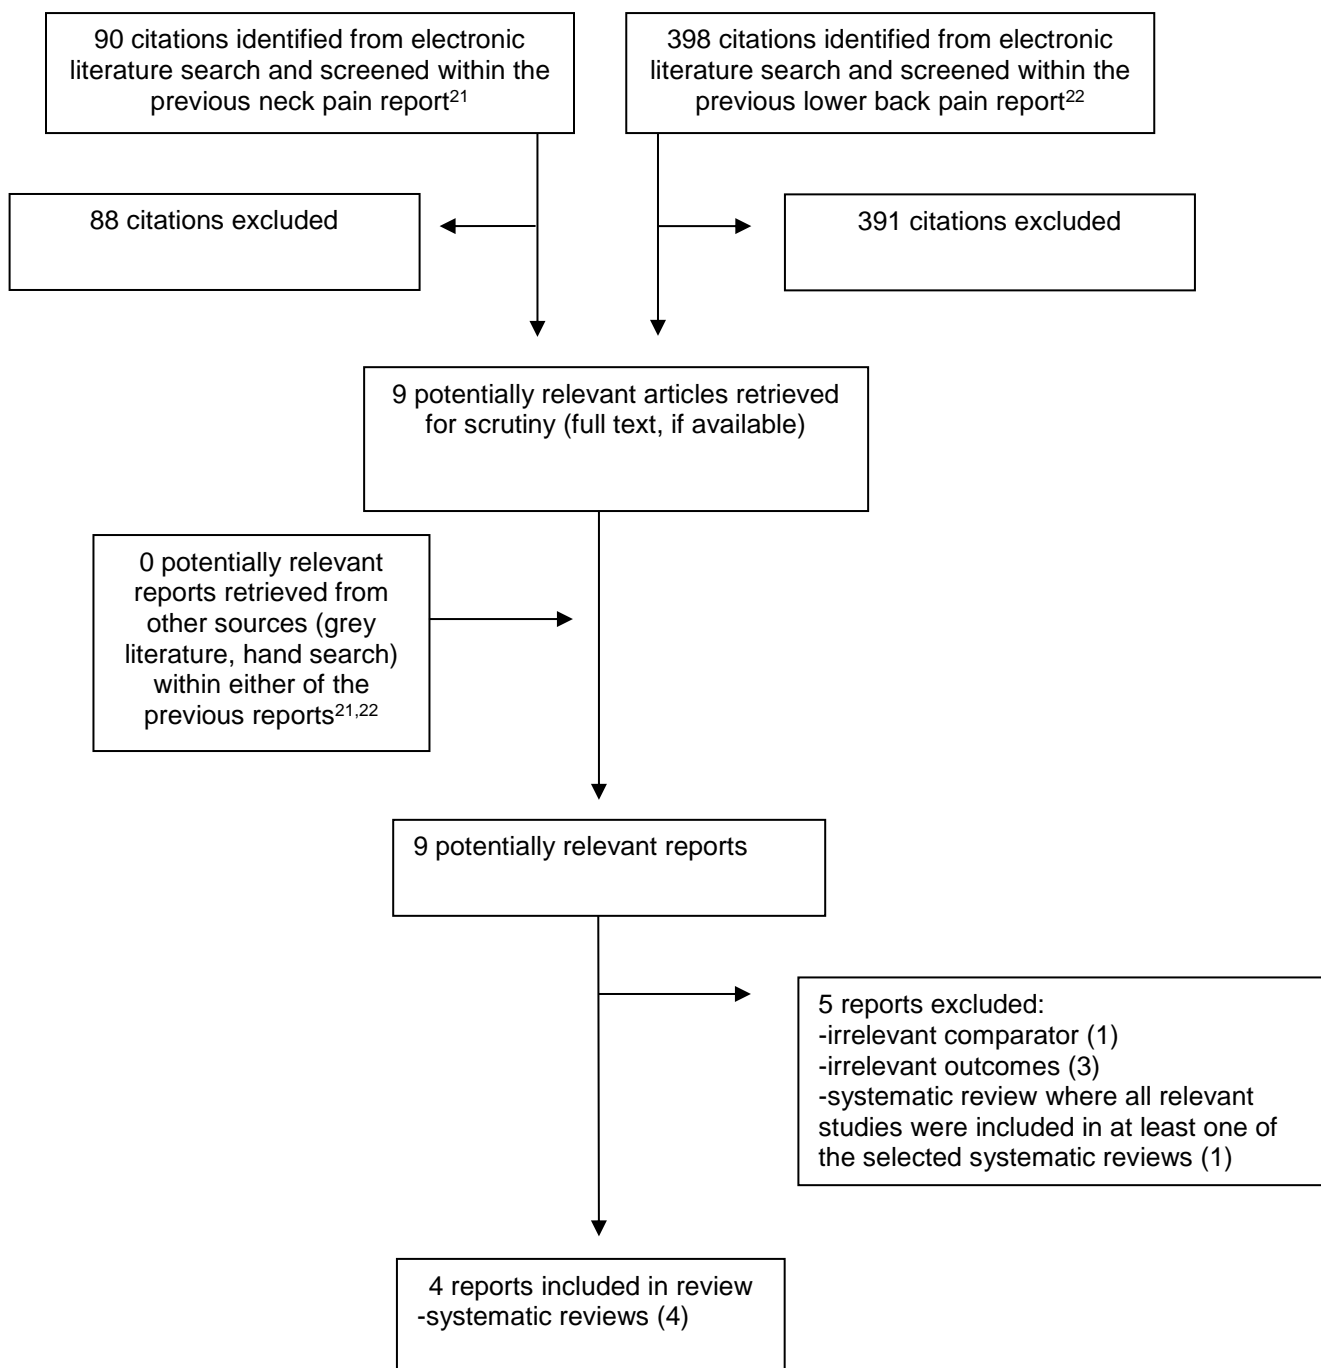 90 citations identified from electronic
literature search and screened within the
previous neck pain report21
398 citations identified from electronic
literature search and screened within the
previous lower back pain report22
88 citations excluded
391 citations excluded
9 potentially relevant articles retrieved
for scrutiny (full text, if available)
0 potentially relevant
reports retrieved from
other sources (grey
literature, hand search)
within either of the
previous reports21,22
9 potentially relevant reports
5 reports excluded:
-irrelevant comparator (1)
-irrelevant outcomes (3)
-systematic review where all relevant
studies were included in at least one of
the selected systematic reviews (1)
4 reports included in review
-systematic reviews (4)